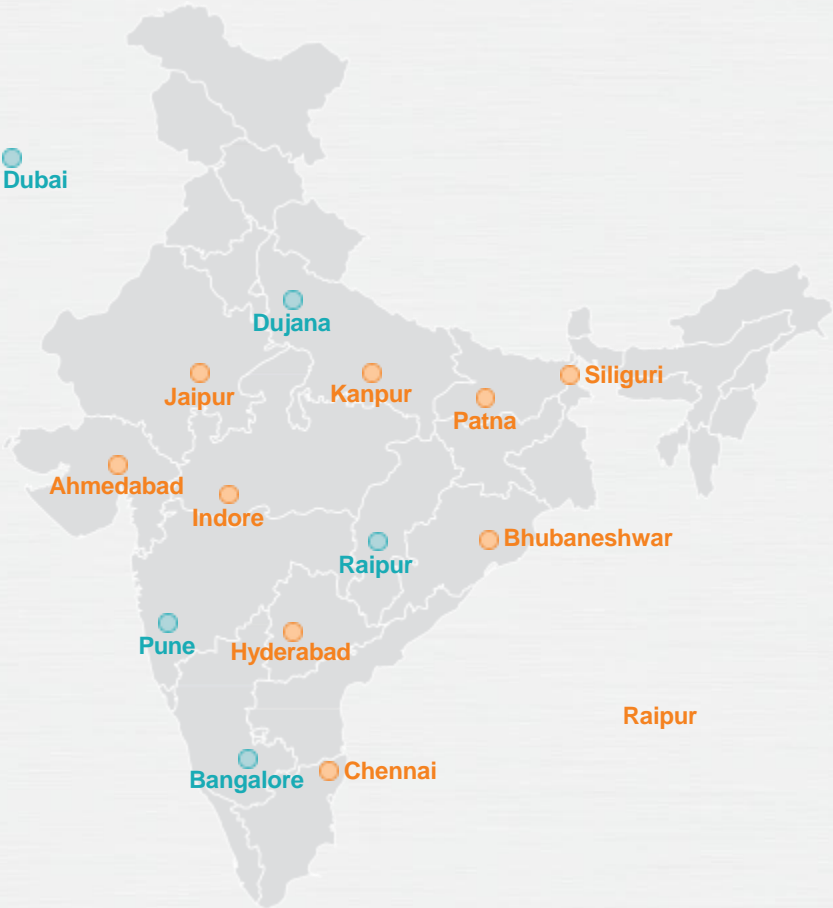 Dubai
Dujana
Jaipur
Kanpur
Siliguri
Patna
Ahmedabad
Indore
Bhubaneshwar
Raipur
Pune
Hyderabad
Raipur
Bangalore
Chennai